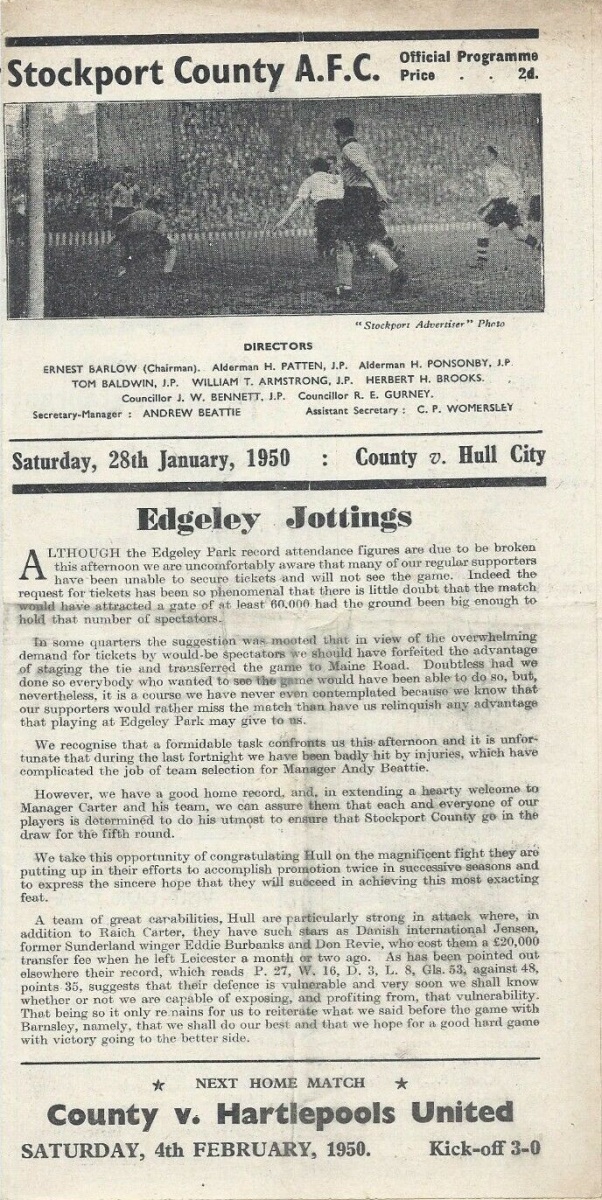 Stockport County A.F.C.
Official Programme
Price . . 2d.
"Stockport Advertiser" Photo
DIRECTORS
ERNEST BARLOW (Chairman). Alderman H. PATTEN, J.P. Alderman H. PONSONBY, J.P
TOM BALDWIN, J.P. WILLIAM T. ARMSTRONG, J.P. HERBERT H. BROOKS.
Councillor J. W. BENNETT, J.P. Councillor R. E. GURNEY.
Secretary-Manager : ANDREW BEATTIE Assistant Secretary : C. P. WOMERSLEY
Saturday, 28th January, 1950 : County v. Hull City
Edgeley Jottings
ALTHOUGH the Edgeley Park record attendance figures are due to be broken
this afternoon we are uncomfortably aware that many of our regular supporters
have been unable to secure tickets and will not see the game. Indeed the
request for tickets has been so phenomenal that there is little doubt that the match
would have attracted a gate of at least 60,000 had the ground been big enough to
hold that number of spectators.
In some quarters the suggestion was mooted that in view of the overwhelming
demand for tickets by would-be spectators we should have forfeited the advantage
of staging the tie and transferred the game to Maine Road. Doubtless had we
done so everybody who wanted to see the game would have been able to do so, but,
nevertheless, it is a course we have never even contemplated because we know that
our supporters would rather miss the match than have us relinquish any advantage
that playing at Edgeley Park may give to us.
We recognise that a formidable task confronts us this afternoon and it is unfor-
tunate that during the last fortnight we have been badly hit by injuries, which have
complicated the job of team selection for Manager Andy Beattie.
However, we have a good home record, and, in extending a hearty welcome to
Manager Carter and his team, we can assure them that each and everyone of our
players is determined to do his utmost to ensure that Stockport County go in the
draw for the fifth round.
We take this opportunity of congratulating Hull on the magnificent fight they are
putting up in their efforts to accomplish promotion twice in successive seasons and
to express the sincere hope that they will succeed in achieving this most exacting
feat.
A team of great capabilities, Hull are particularly strong in attack where, in
addition to Raich Carter, they have such stars as Danish international Jensen,
former Sunderland winger Eddie Burbanks and Don Revie, who cost them a £20,000
transfer fee when he left Leicester a month or two ago. As has been pointed out
elsewhere their record, which reads P. 27, W. 16, D. 3, L. 8, Gls. 53, against 48,
points 35, suggests that their defence is vulnerable and very soon we shall know
whether or not we are capable of exposing, and profiting from, that vulnerability.
That being so it only remains for us to reiterate what we said before the game with
Barnsley, namely, that we shall do our best and that we hope for a good hard game
with victory going to the better side.
★ NEXT HOME MATCH ★
County v. Hartlepools United
SATURDAY, 4th FEBRUARY, 1950. Kick-off 3-0